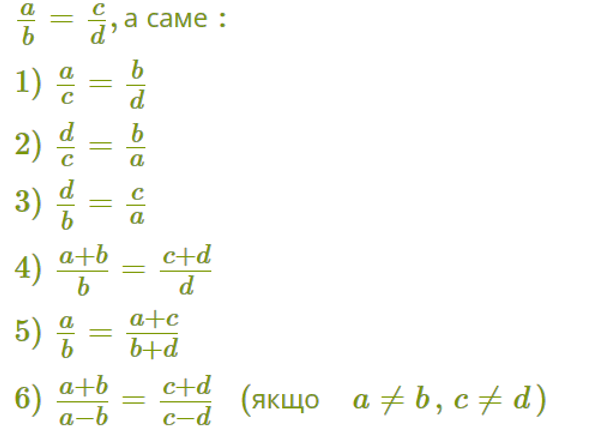 a/b = c/d, а саме :
1) a/c = b/d
2) d/c = b/a
3) d/b = c/a
4) a+b/b = c+d/d
5) a/b = a+c/b+d
6) a+b/a−b = c+d/c−d (якщо a ≠ b, c ≠ d)